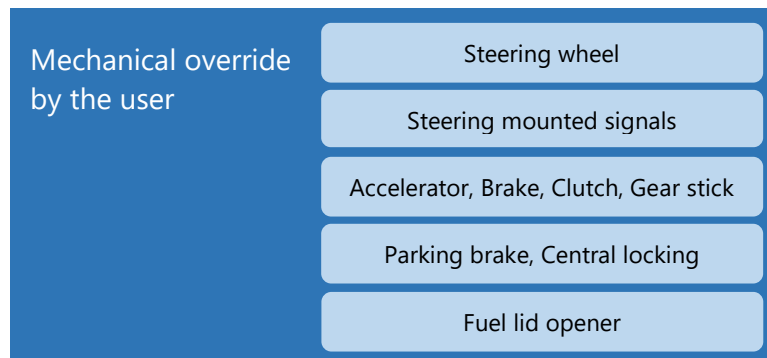 Mechanical override
by the user
Steering wheel
Steering mounted signals
Accelerator, Brake, Clutch, Gear stick
Parking brake, Central locking
Fuel lid opener